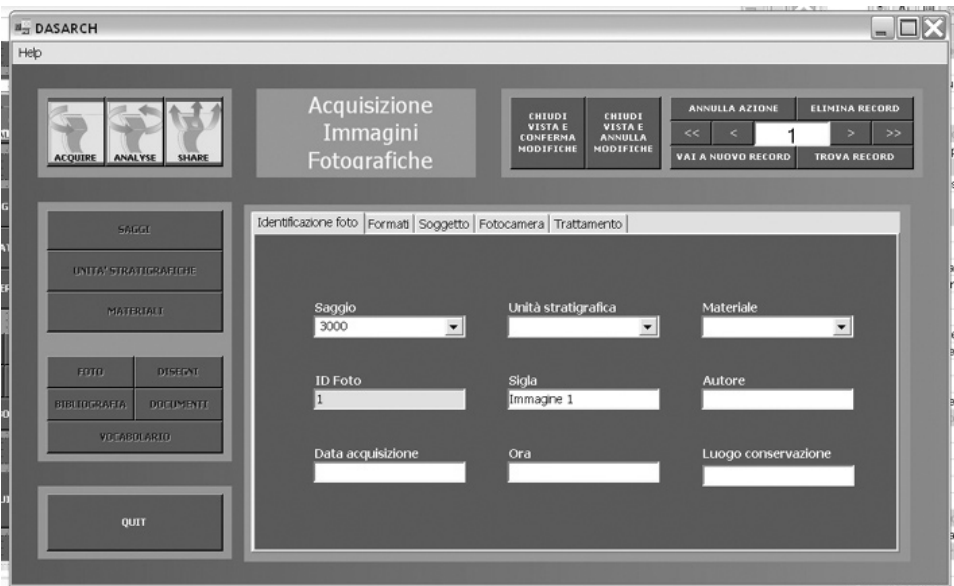 DASARCH
Help
ACQUIRE ANALYSE SHARE
Acquisizione
Immagini
Fotografiche
CHIUDI
VISTA E
CONFERMA
MODIFICHE
CHIUDI
VISTA E
ANNULLA
MODIFICHE
ANNULLA AZIONE ELIMINA RECORD
<< < 1 > >>
VAI A NUOVO RECORD TROVA RECORD
SAGGI
UNITA' STRATIGRAFICHE
MATERIALI
FOTO DISEGNI
BIBLIOGRAFIA DOCUMENTI
VOCABOLARIO
QUIT
Identificazione foto Formati Soggetto Fotocamera Trattamento
Saggio Unità stratigrafica Materiale
3000
ID Foto Sigla Autore
1 Immagine 1
Data acquisizione Ora Luogo conservazione